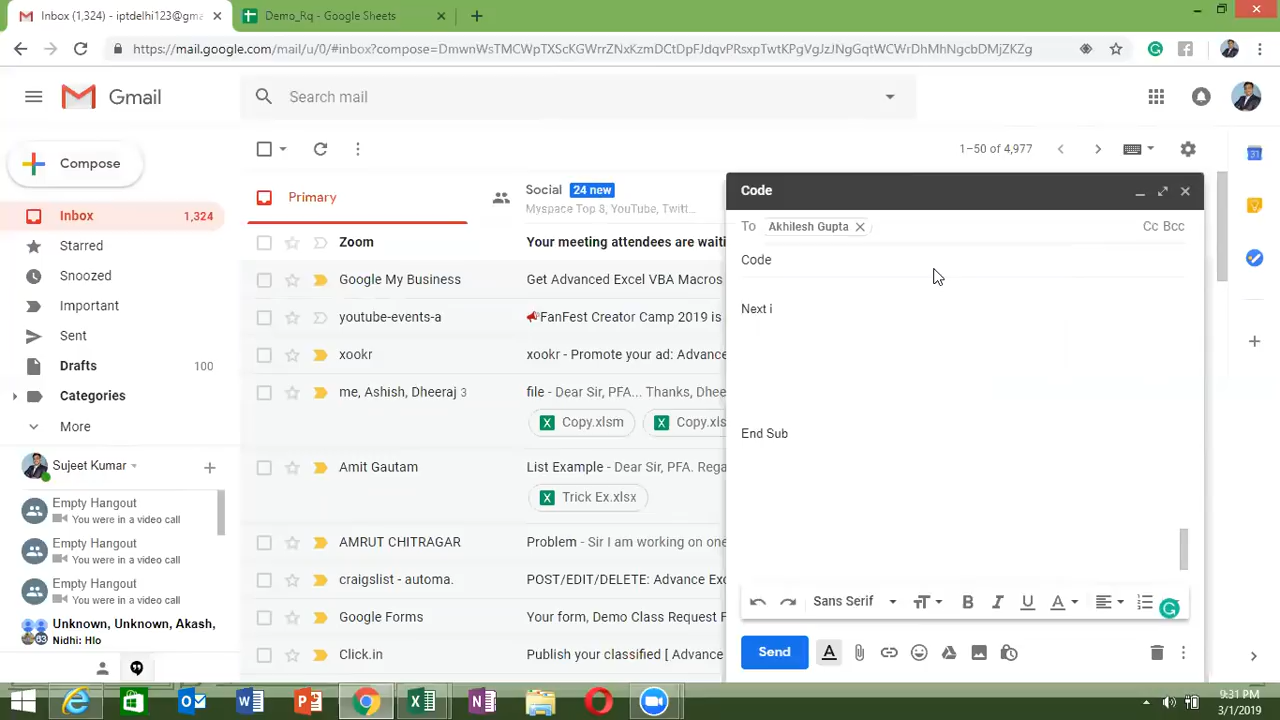 Inbox (1,324) - iptdelhi123@gma
Demo_Rq - Google Sheets
https://mail.google.com/mail/u/0/#inbox?compose=
Gmail
Search mail
Compose
1–50 of 4,977
Inbox 1,324
Starred
Snoozed
Important
Sent
Drafts 100
Categories
More
Sujeet Kumar
Empty Hangout
You were in a video call
Empty Hangout
You were in a video call
Empty Hangout
You were in a video call
Unknown, Unknown, Akash,
Nidhi: Hlo
Primary
Social 24 new
Myspace Top 8, YouTube, Twitt...
Zoom Your meeting attendees are waiti
Google My Business Get Advanced Excel VBA Macros
youtube-events-a FanFest Creator Camp 2019 is
xookr xookr - Promote your ad: Advance
me, Ashish, Dheeraj 3 file - Dear Sir, PFA... Thanks, Dhee
Copy.xlsm Copy.xls
Amit Gautam List Example - Dear Sir, PFA. Rega
Trick Ex.xlsx
AMRUT CHITRAGAR Problem - Sir I am working on one
craigslist - automa. POST/EDIT/DELETE: Advance Exc
Google Forms Your form, Demo Class Request F
Click.in Publish your classified [ Advance
Code
To Akhilesh Gupta Cc Bcc
Code
Next i
End Sub
Sans Serif
Send
9:31 PM
3/1/2019